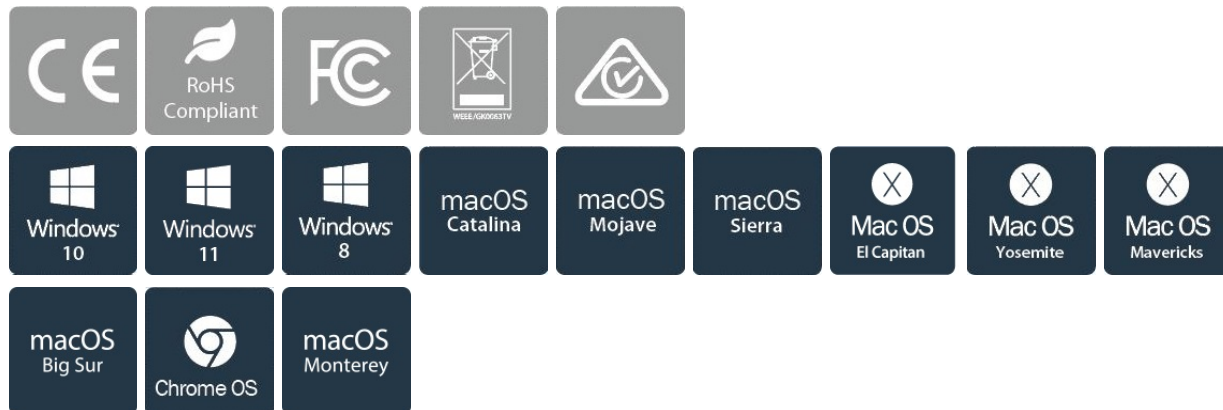 CE
RoHS
Compliant
FC
WEEE/GK0063TV
Windows
10
Windows
11
Windows
8
macOS
Catalina
macOS
Mojave
macOS
Sierra
X
Mac OS
El Capitan
X
Mac OS
Yosemite
X
Mac OS
Mavericks
macOS
Big Sur
Chrome OS
macOS
Monterey